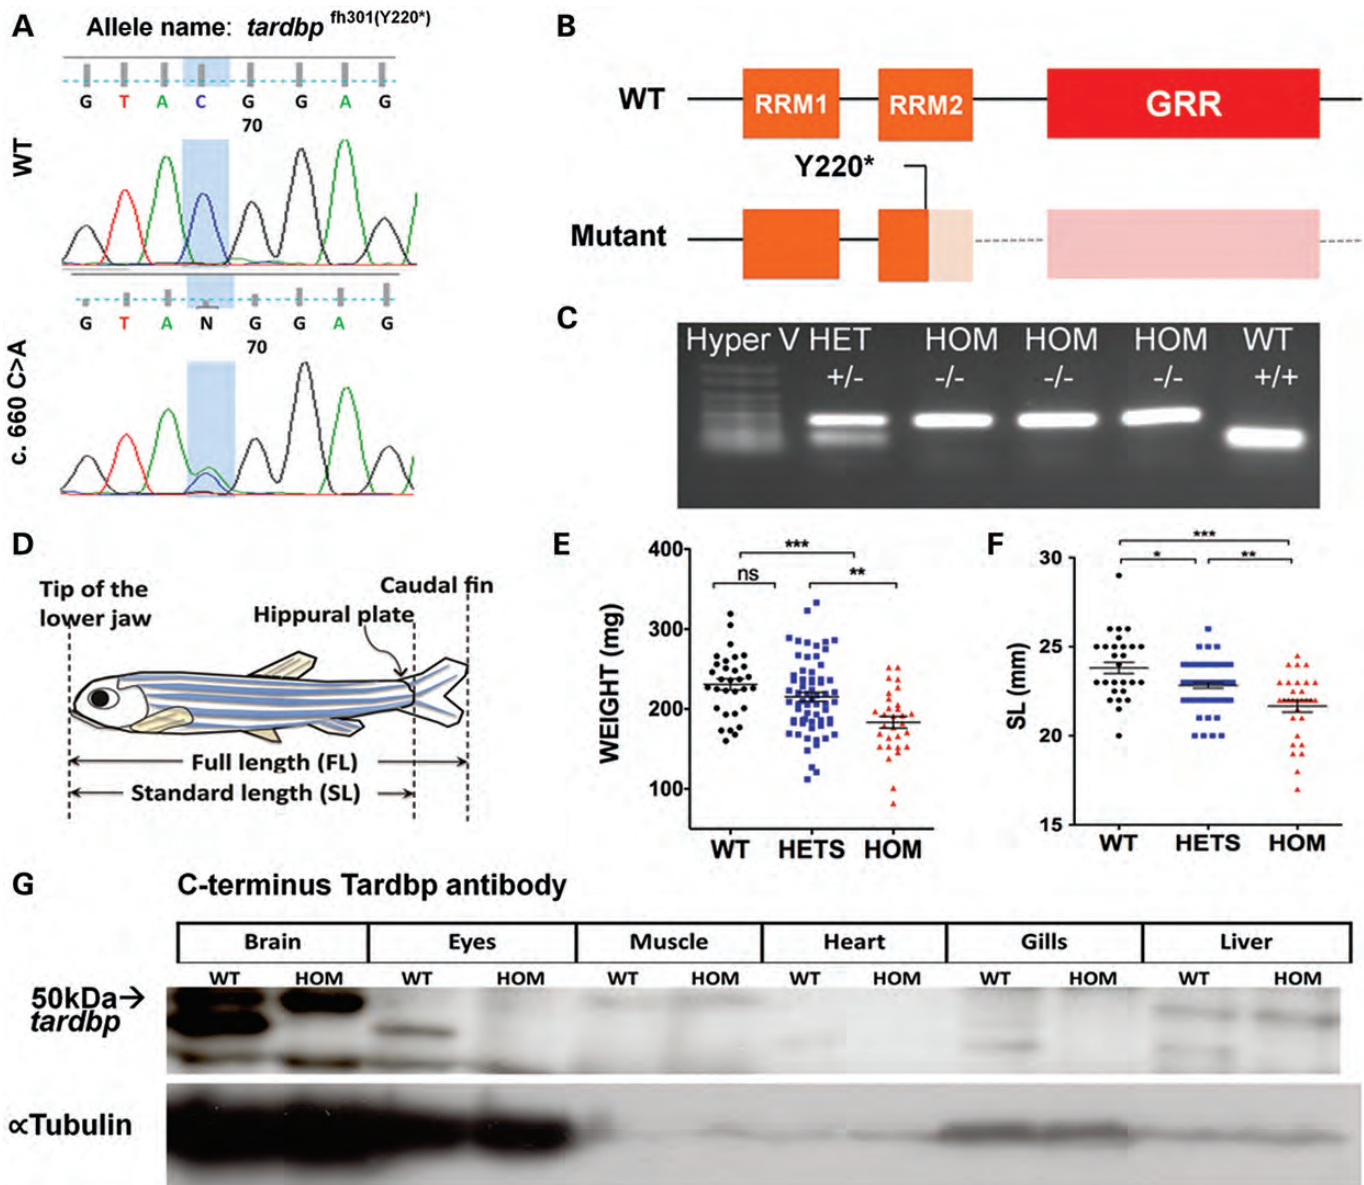 A
Allele name: tardbp fh301(Y220*)
G T A C G G A G
70
WT
G T A N G G A G
70
c. 660 C>A
B
WT
RRM1
RRM2
GRR
Y220*
Mutant
C
Hyper V HET HOM HOM HOM WT
+/- -/- -/- -/- +/+
D
Tip of the
lower jaw
Caudal fin
Hippural plate
Full length (FL)
Standard length (SL)
E
400
300
200
100
WEIGHT (mg)
***
ns
**
WT HETS HOM
F
30
25
20
15
SL (mm)
***
*
**
WT HETS HOM
G
C-terminus Tardbp antibody
Brain Eyes Muscle Heart Gills Liver
WT HOM WT HOM WT HOM WT HOM WT HOM WT HOM
50kDa→
tardbp
∝Tubulin